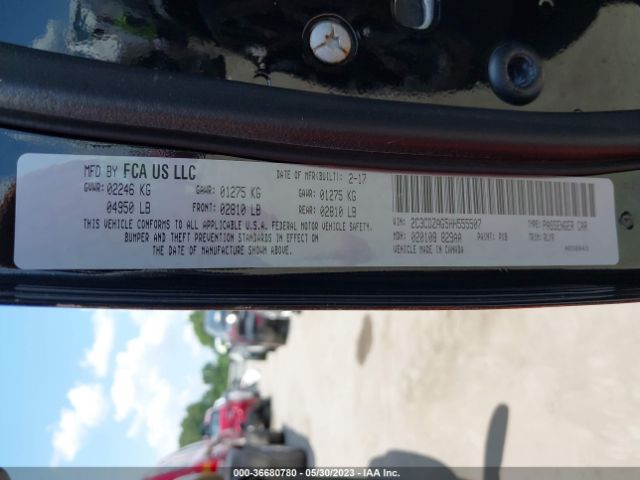 MFD BY FCA US LLC DATE OF MFR(BUILT): 2-17
GVWR: 02246 KG GAWR: 01275 KG GAWR: 01275 KG
04950 LB FRONT: 02810 LB REAR: 02810 LB
THIS VEHICLE CONFORMS TO ALL APPLICABLE U.S.A. FEDERAL MOTOR VEHICLE SAFETY,
BUMPER AND THEFT PREVENTION STANDARDS IN EFFECT ON
THE DATE OF MANUFACTURE SHOWN ABOVE.
VIN: 2C3CDZAG5HH555507 TYPE: PASSENGER CAR
MDH: 020109 829AA PAINT: PCB TRIM:
VEHICLE MADE IN CANADA
000-36680780 - 05/30/2023 - IAA Inc.